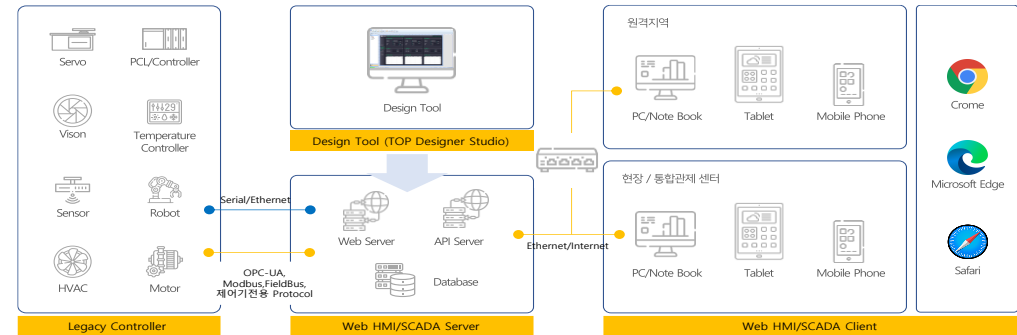 Servo
PCL/Controller
Vison
Temperature
Controller
Sensor
Robot
HVAC
Motor
Legacy Controller
Serial/Ethernet
OPC-UA,
Modbus,FieldBus,
제어기전용 Protocol
Design Tool
Design Tool (TOP Designer Studio)
Web Server
API Server
Database
Web HMI/SCADA Server
Ethernet/Internet
원격지역
PC/Note Book
Tablet
Mobile Phone
현장 / 통합관제 센터
PC/Note Book
Tablet
Mobile Phone
Crome
Microsoft Edge
Safari
Web HMI/SCADA Client